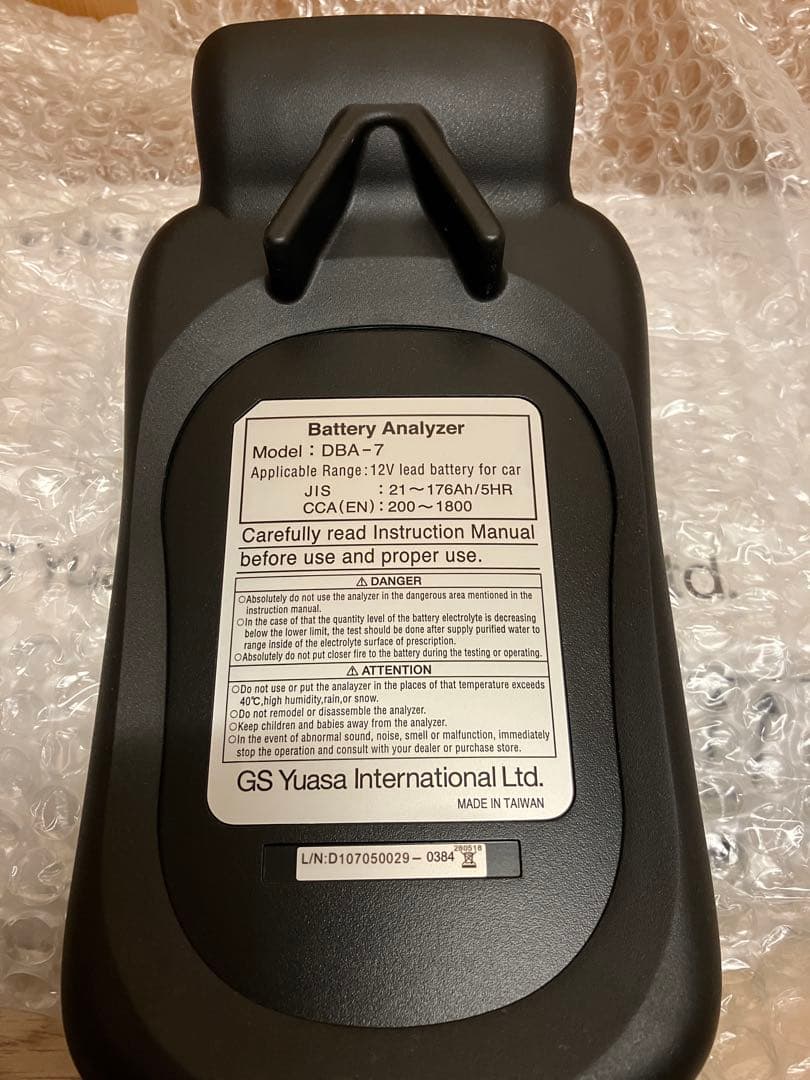 Battery Analyzer
Model : DBA-7
Applicable Range:12V lead battery for car
JIS : 21〜176Ah/5HR
CCA(EN) : 200〜1800
Carefully read Instruction Manual
before use and proper use.
⚠ DANGER
○Absolutely do not use the analyzer in the dangerous area mentioned in the
instruction manual.
○In the case of that the quantity level of the battery electrolyte is decreasing
below the lower limit, the test should be done after supply purified water to
range inside of the electrolyte surface of prescription.
○Absolutely do not put closer fire to the battery during the testing or operating.
⚠ ATTENTION
○Do not use or put the analayzer in the places of that temperature exceeds
40℃,high humidity,rain,or snow.
○Do not remodel or disassemble the analyzer.
○Keep children and babies away from the analyzer.
○In the event of abnormal sound, noise, smell or malfunction, immediately
stop the operation and consult with your dealer or purchase store.
GS Yuasa International Ltd.
MADE IN TAIWAN
280518
L/N:D107050029-0384